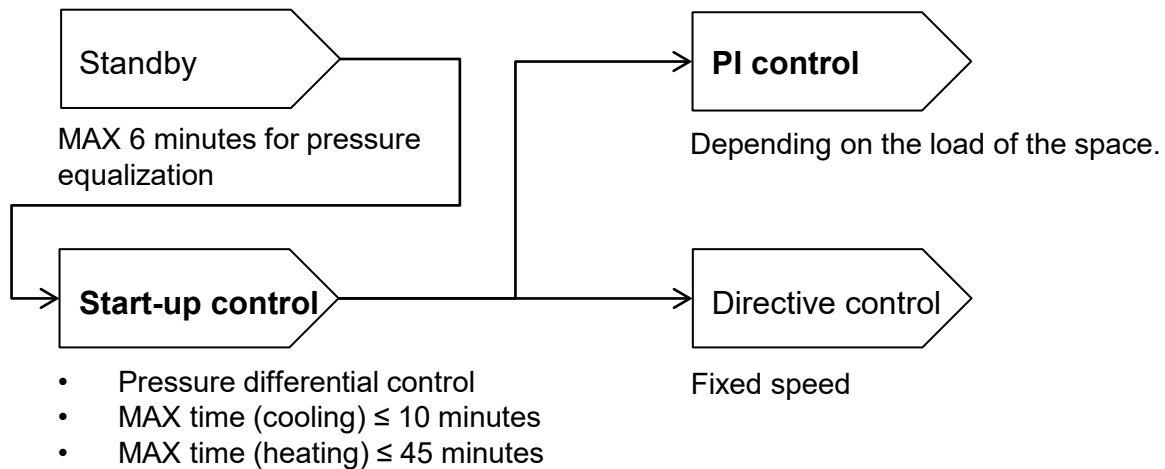 Standby
MAX 6 minutes for pressure
equalization
Start-up control
• Pressure differential control
• MAX time (cooling) ≤ 10 minutes
• MAX time (heating) ≤ 45 minutes
PI control
Depending on the load of the space.
Directive control
Fixed speed